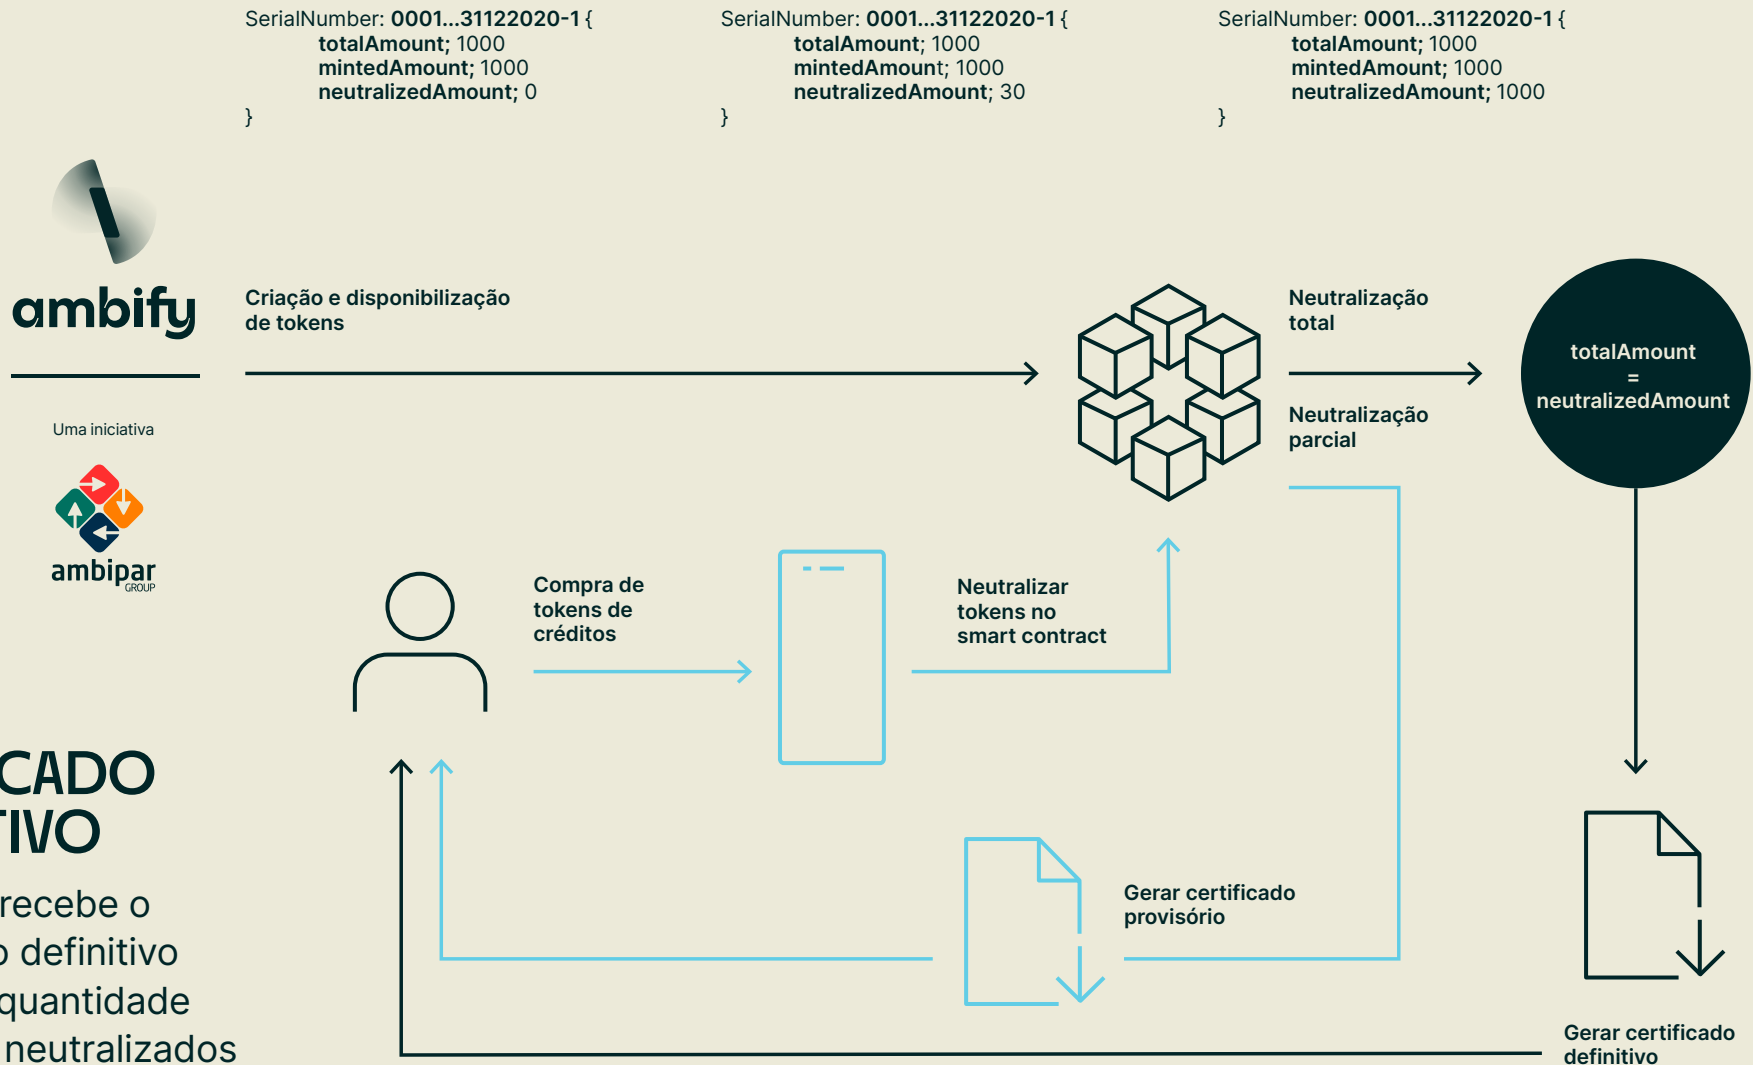 SerialNumber: 0001...31122020-1 {
totalAmount; 1000
mintedAmount; 1000
neutralizedAmount; 0
}
SerialNumber: 0001...31122020-1 {
totalAmount; 1000
mintedAmount; 1000
neutralizedAmount; 30
}
SerialNumber: 0001...31122020-1 {
totalAmount; 1000
mintedAmount; 1000
neutralizedAmount; 1000
}
ambify
Uma iniciativa
ambipar
GROUP
Criação e disponibilização
de tokens
Neutralização
total
Neutralização
parcial
totalAmount
=
neutralizedAmount
Compra de
tokens de
créditos
Neutralizar
tokens no
smart contract
Gerar certificado
provisório
Gerar certificado
definitivo
CADO
TIVO
recebe o
o definitivo
quantidade
neutralizados